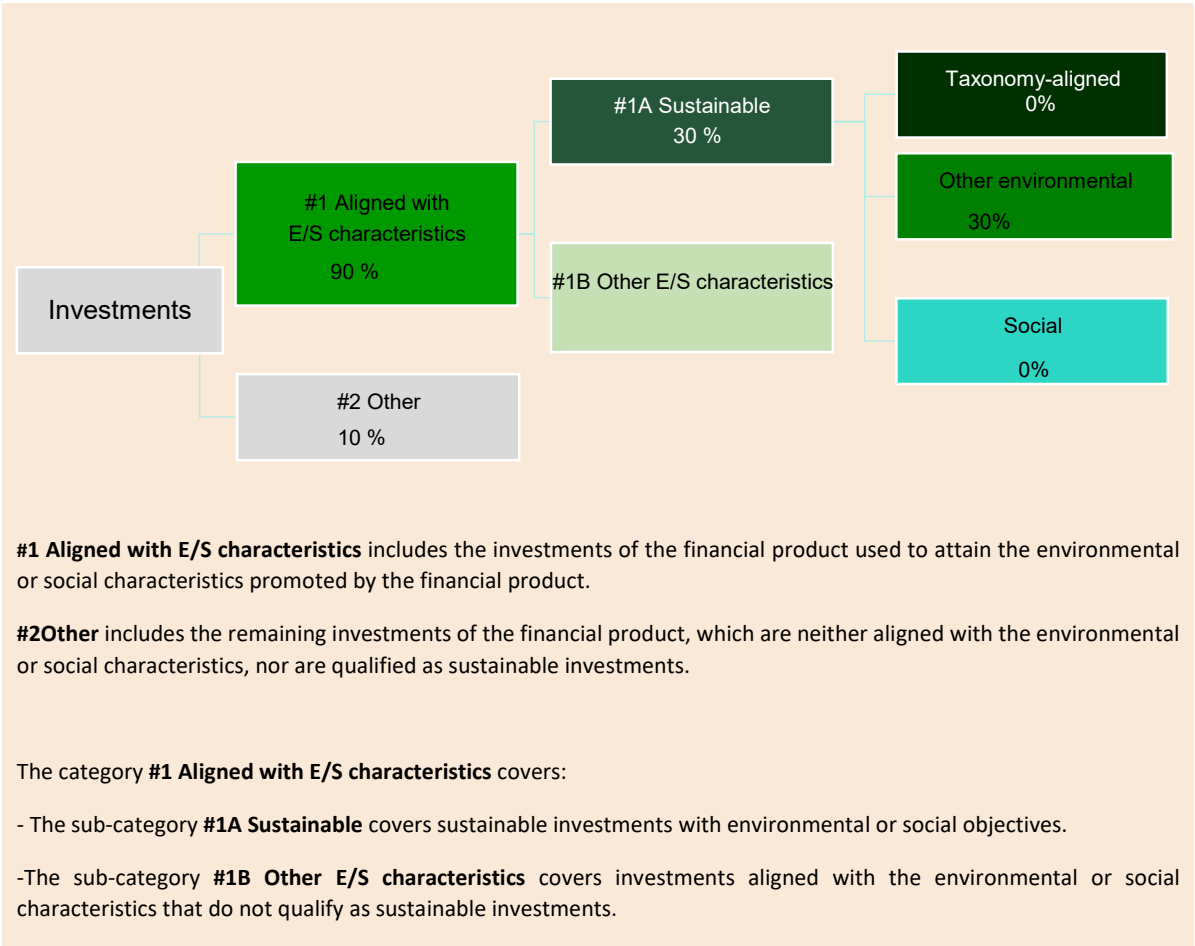 Investments
#1 Aligned with
E/S characteristics
90 %
#2 Other
10 %
#1A Sustainable
30 %
#1B Other E/S characteristics
Taxonomy-aligned
0%
Other environmental
30%
Social
0%
#1 Aligned with E/S characteristics includes the investments of the financial product used to attain the environmental
or social characteristics promoted by the financial product.
#2Other includes the remaining investments of the financial product, which are neither aligned with the environmental
or social characteristics, nor are qualified as sustainable investments.
The category #1 Aligned with E/S characteristics covers:
- The sub-category #1A Sustainable covers sustainable investments with environmental or social objectives.
-The sub-category #1B Other E/S characteristics covers investments aligned with the environmental or social
characteristics that do not qualify as sustainable investments.